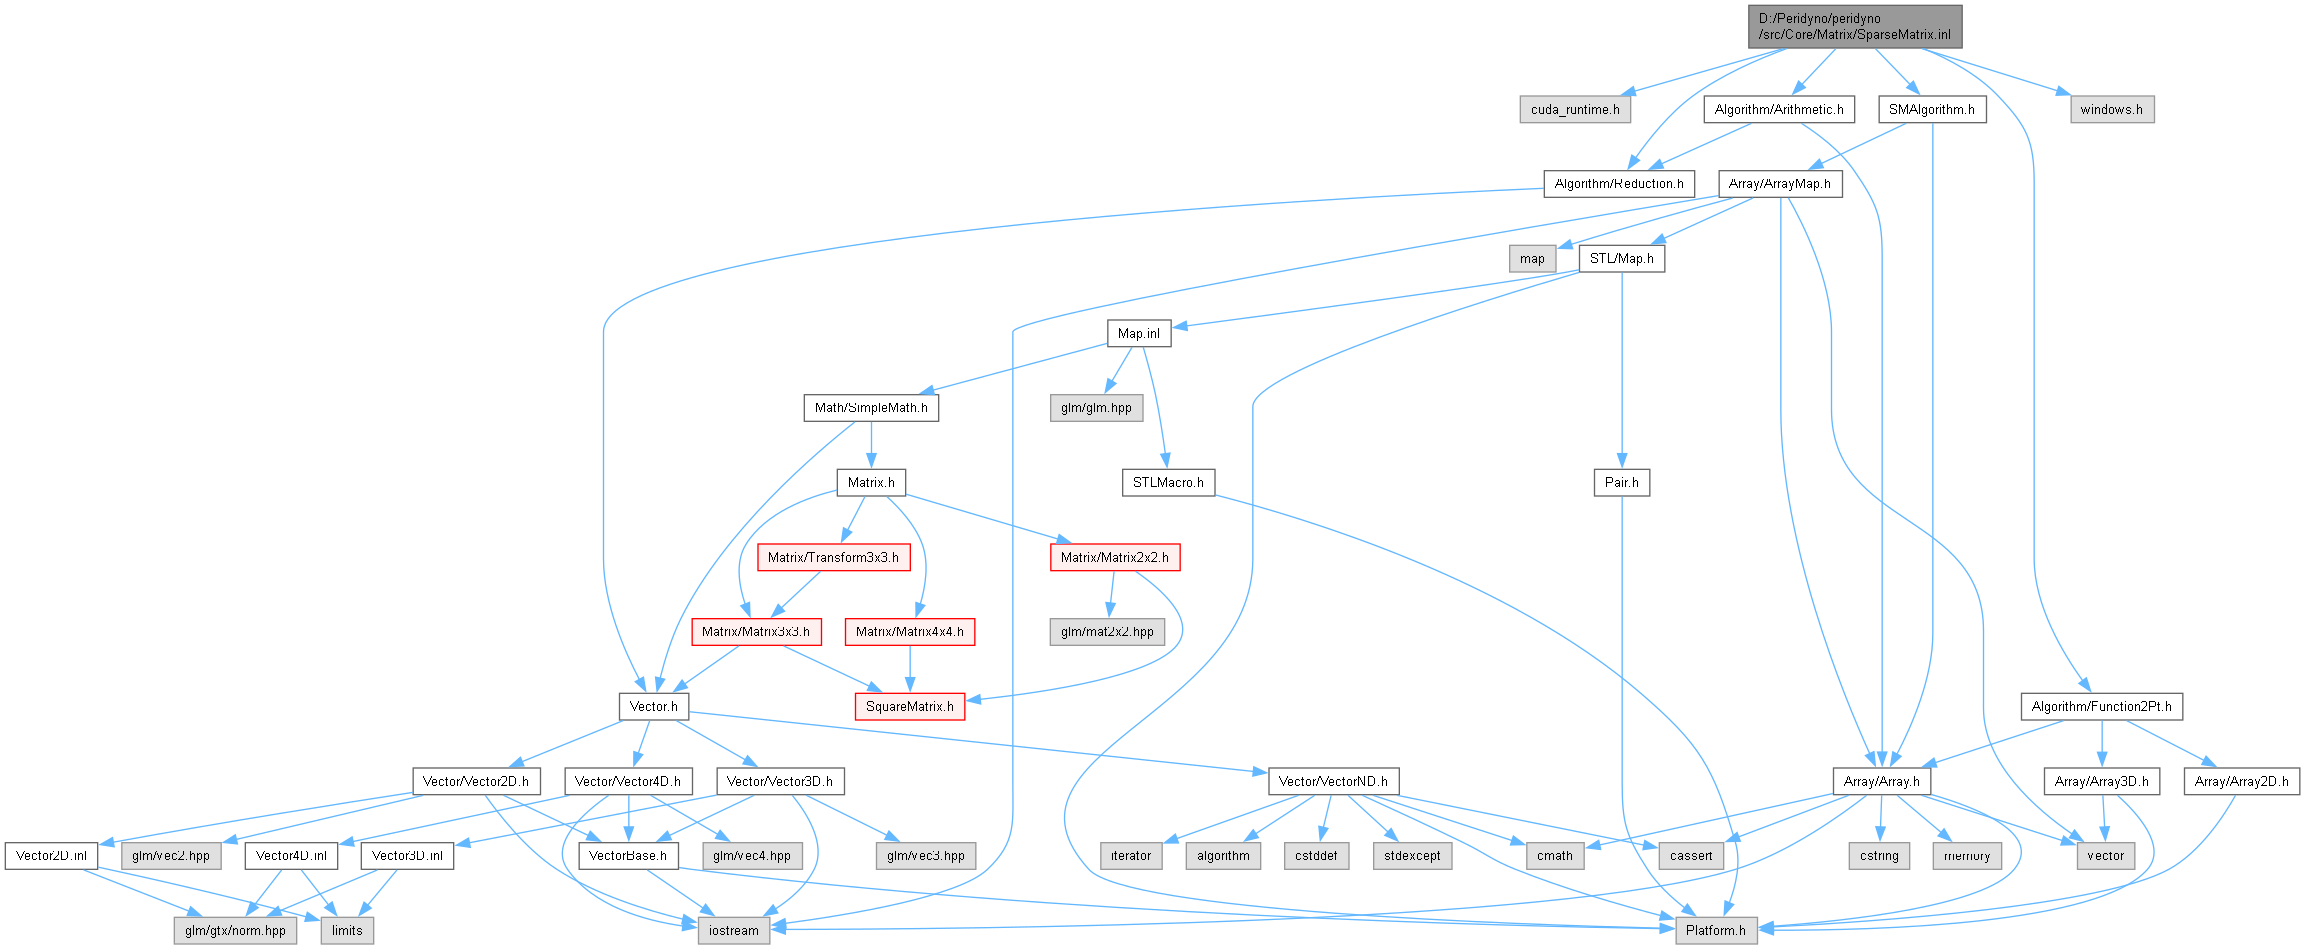 D:/Peridyno/peridyno
/src/Core/Matrix/SparseMatrix.inl
cuda_runtime.h
Algorithm/Arithmetic.h
SMAlgorithm.h
windows.h
Algorithm/Reduction.h
Array/ArrayMap.h
map
STL/Map.h
Map.inl
Math/SimpleMath.h
glm/glm.hpp
Matrix.h
STLMacro.h
Pair.h
Matrix/Transform3x3.h
Matrix/Matrix2x2.h
Matrix/Matrix3x3.h
Matrix/Matrix4x4.h
glm/mat2x2.hpp
Vector.h
SquareMatrix.h
Algorithm/Function2Pt.h
Vector/Vector2D.h
Vector/Vector4D.h
Vector/Vector3D.h
Vector/VectorND.h
Array/Array.h
Array/Array3D.h
Array/Array2D.h
Vector2D.inl
glm/vec2.hpp
Vector4D.inl
Vector3D.inl
VectorBase.h
glm/vec4.hpp
glm/vec3.hpp
iterator
algorithm
cstddef
stdexcept
cmath
cassert
cstring
memory
vector
glm/gtx/norm.hpp
limits
iostream
Platform.h